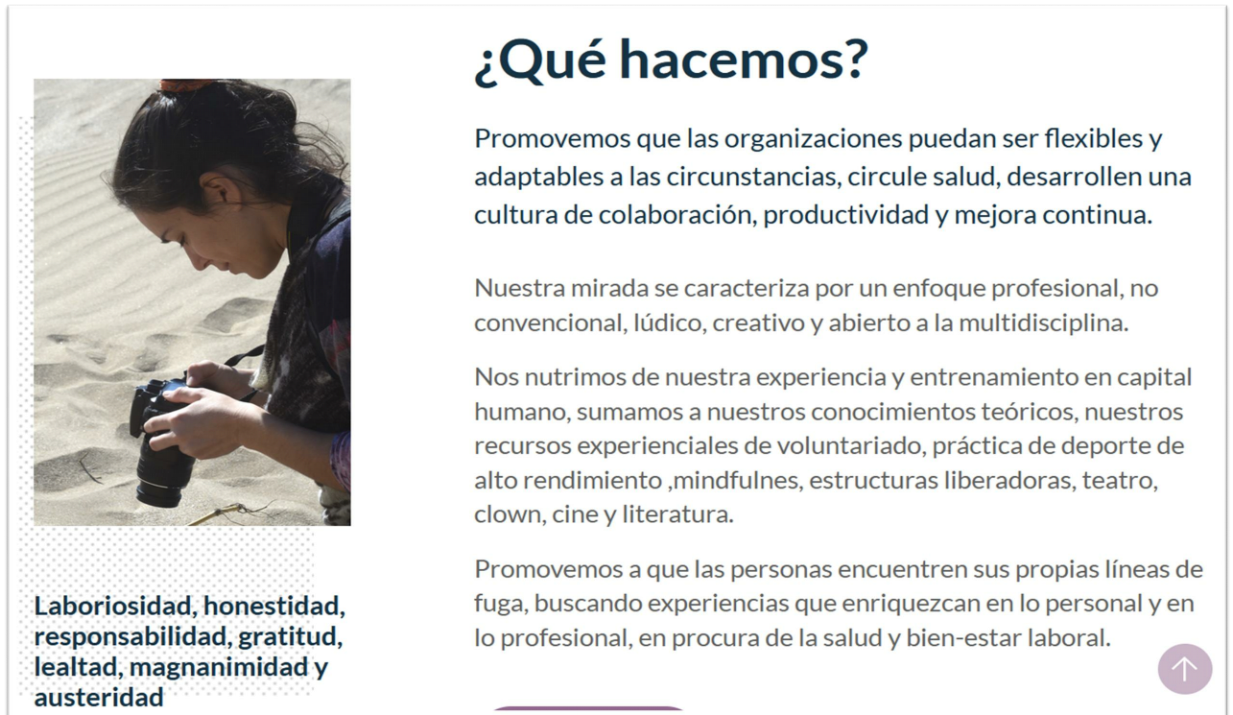 ¿Qué hacemos?
Promovemos que las organizaciones puedan ser flexibles y
adaptables a las circunstancias, circule salud, desarrollen una
cultura de colaboración, productividad y mejora continua.
Nuestra mirada se caracteriza por un enfoque profesional, no
convencional, lúdico, creativo y abierto a la multidisciplina.
Nos nutrimos de nuestra experiencia y entrenamiento en capital
humano, sumamos a nuestros conocimientos teóricos, nuestros
recursos experienciales de voluntariado, práctica de deporte de
alto rendimiento ,mindfulnes, estructuras liberadoras, teatro,
clown, cine y literatura.
Promovemos a que las personas encuentren sus propias líneas de
fuga, buscando experiencias que enriquezcan en lo personal y en
lo profesional, en procura de la salud y bien-estar laboral.
Laboriosidad, honestidad,
responsabilidad, gratitud,
lealtad, magnanimidad y
austeridad